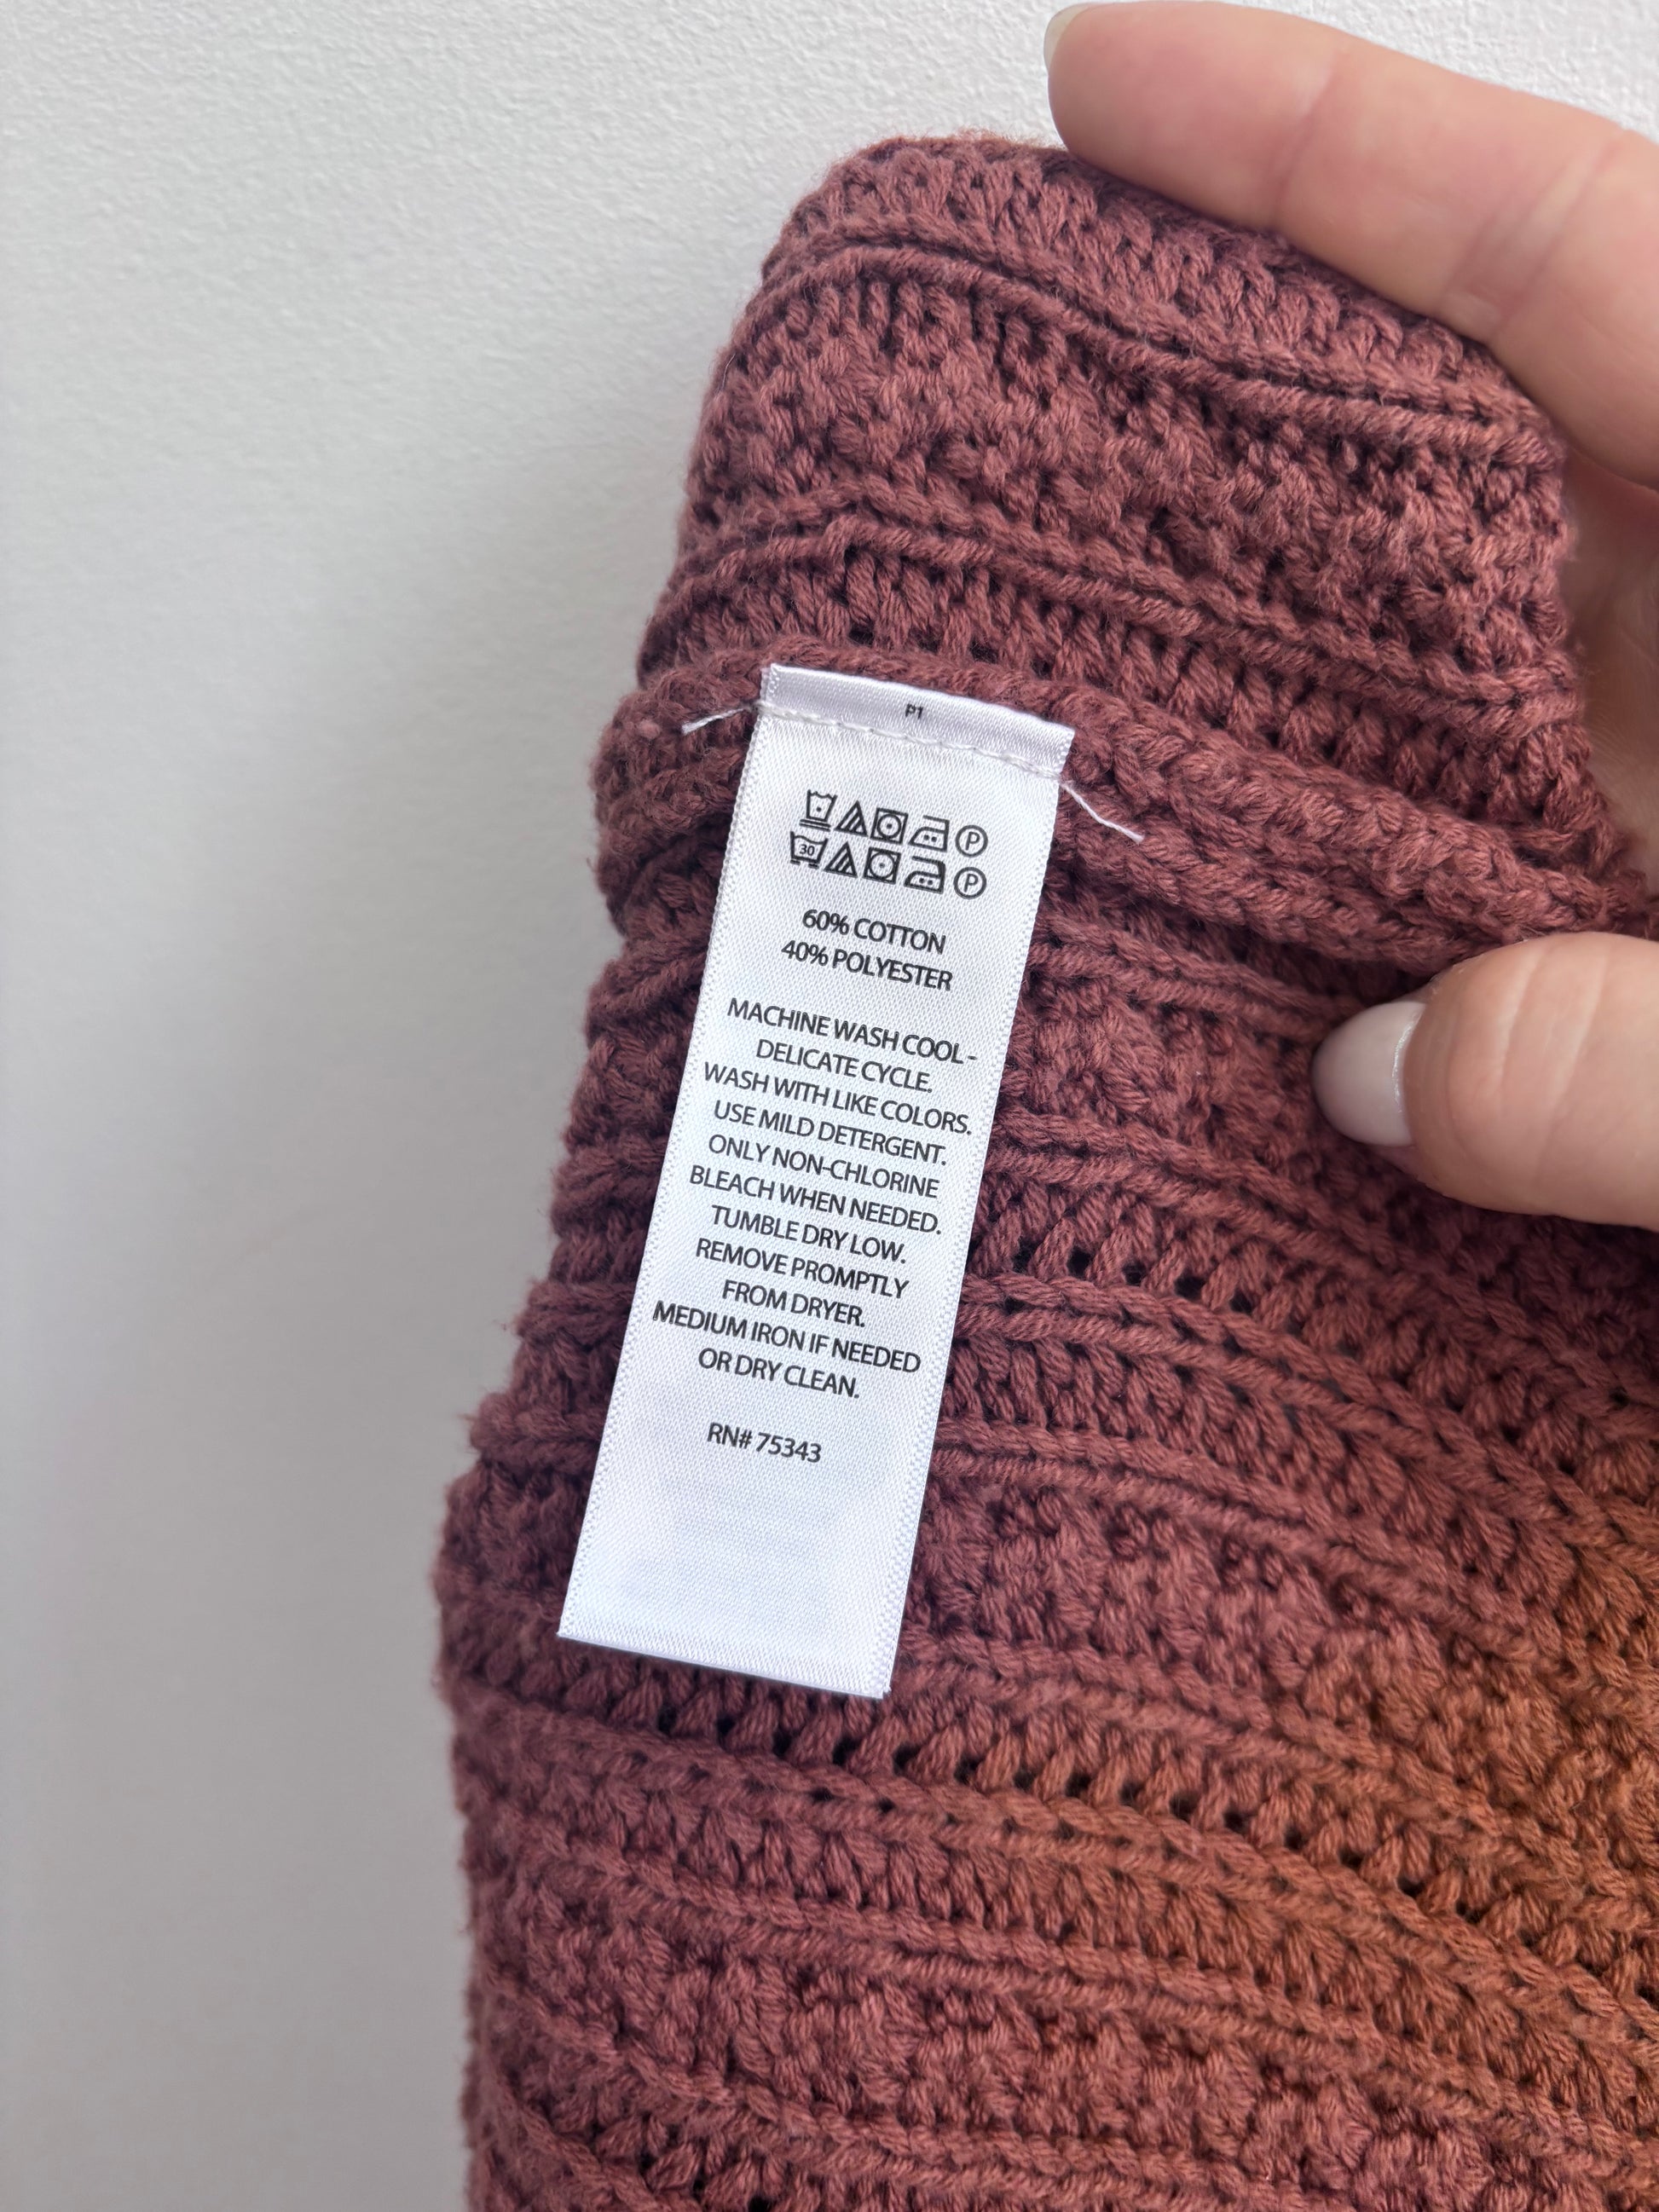 P1
P
30 P
60% COTTON
40% POLYESTER
MACHINE WASH COOL -
DELICATE CYCLE.
WASH WITH LIKE COLORS.
USE MILD DETERGENT.
ONLY NON-CHLORINE
BLEACH WHEN NEEDED.
TUMBLE DRY LOW.
REMOVE PROMPTLY
FROM DRYER.
MEDIUM IRON IF NEEDED
OR DRY CLEAN.
RN# 75343